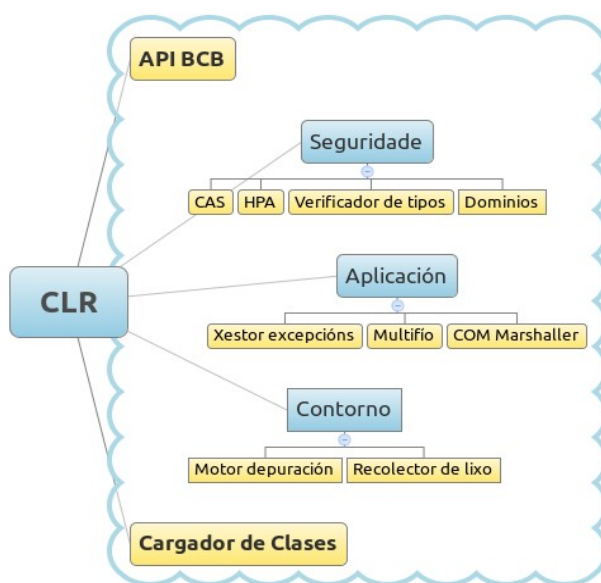 API BCB
Seguridade
CAS HPA Verificador de tipos Dominios
CLR
Aplicación
Xestor excepcións Multifío COM Marshaller
Contorno
Motor depuración Recolector de lixo
Cargador de Clases